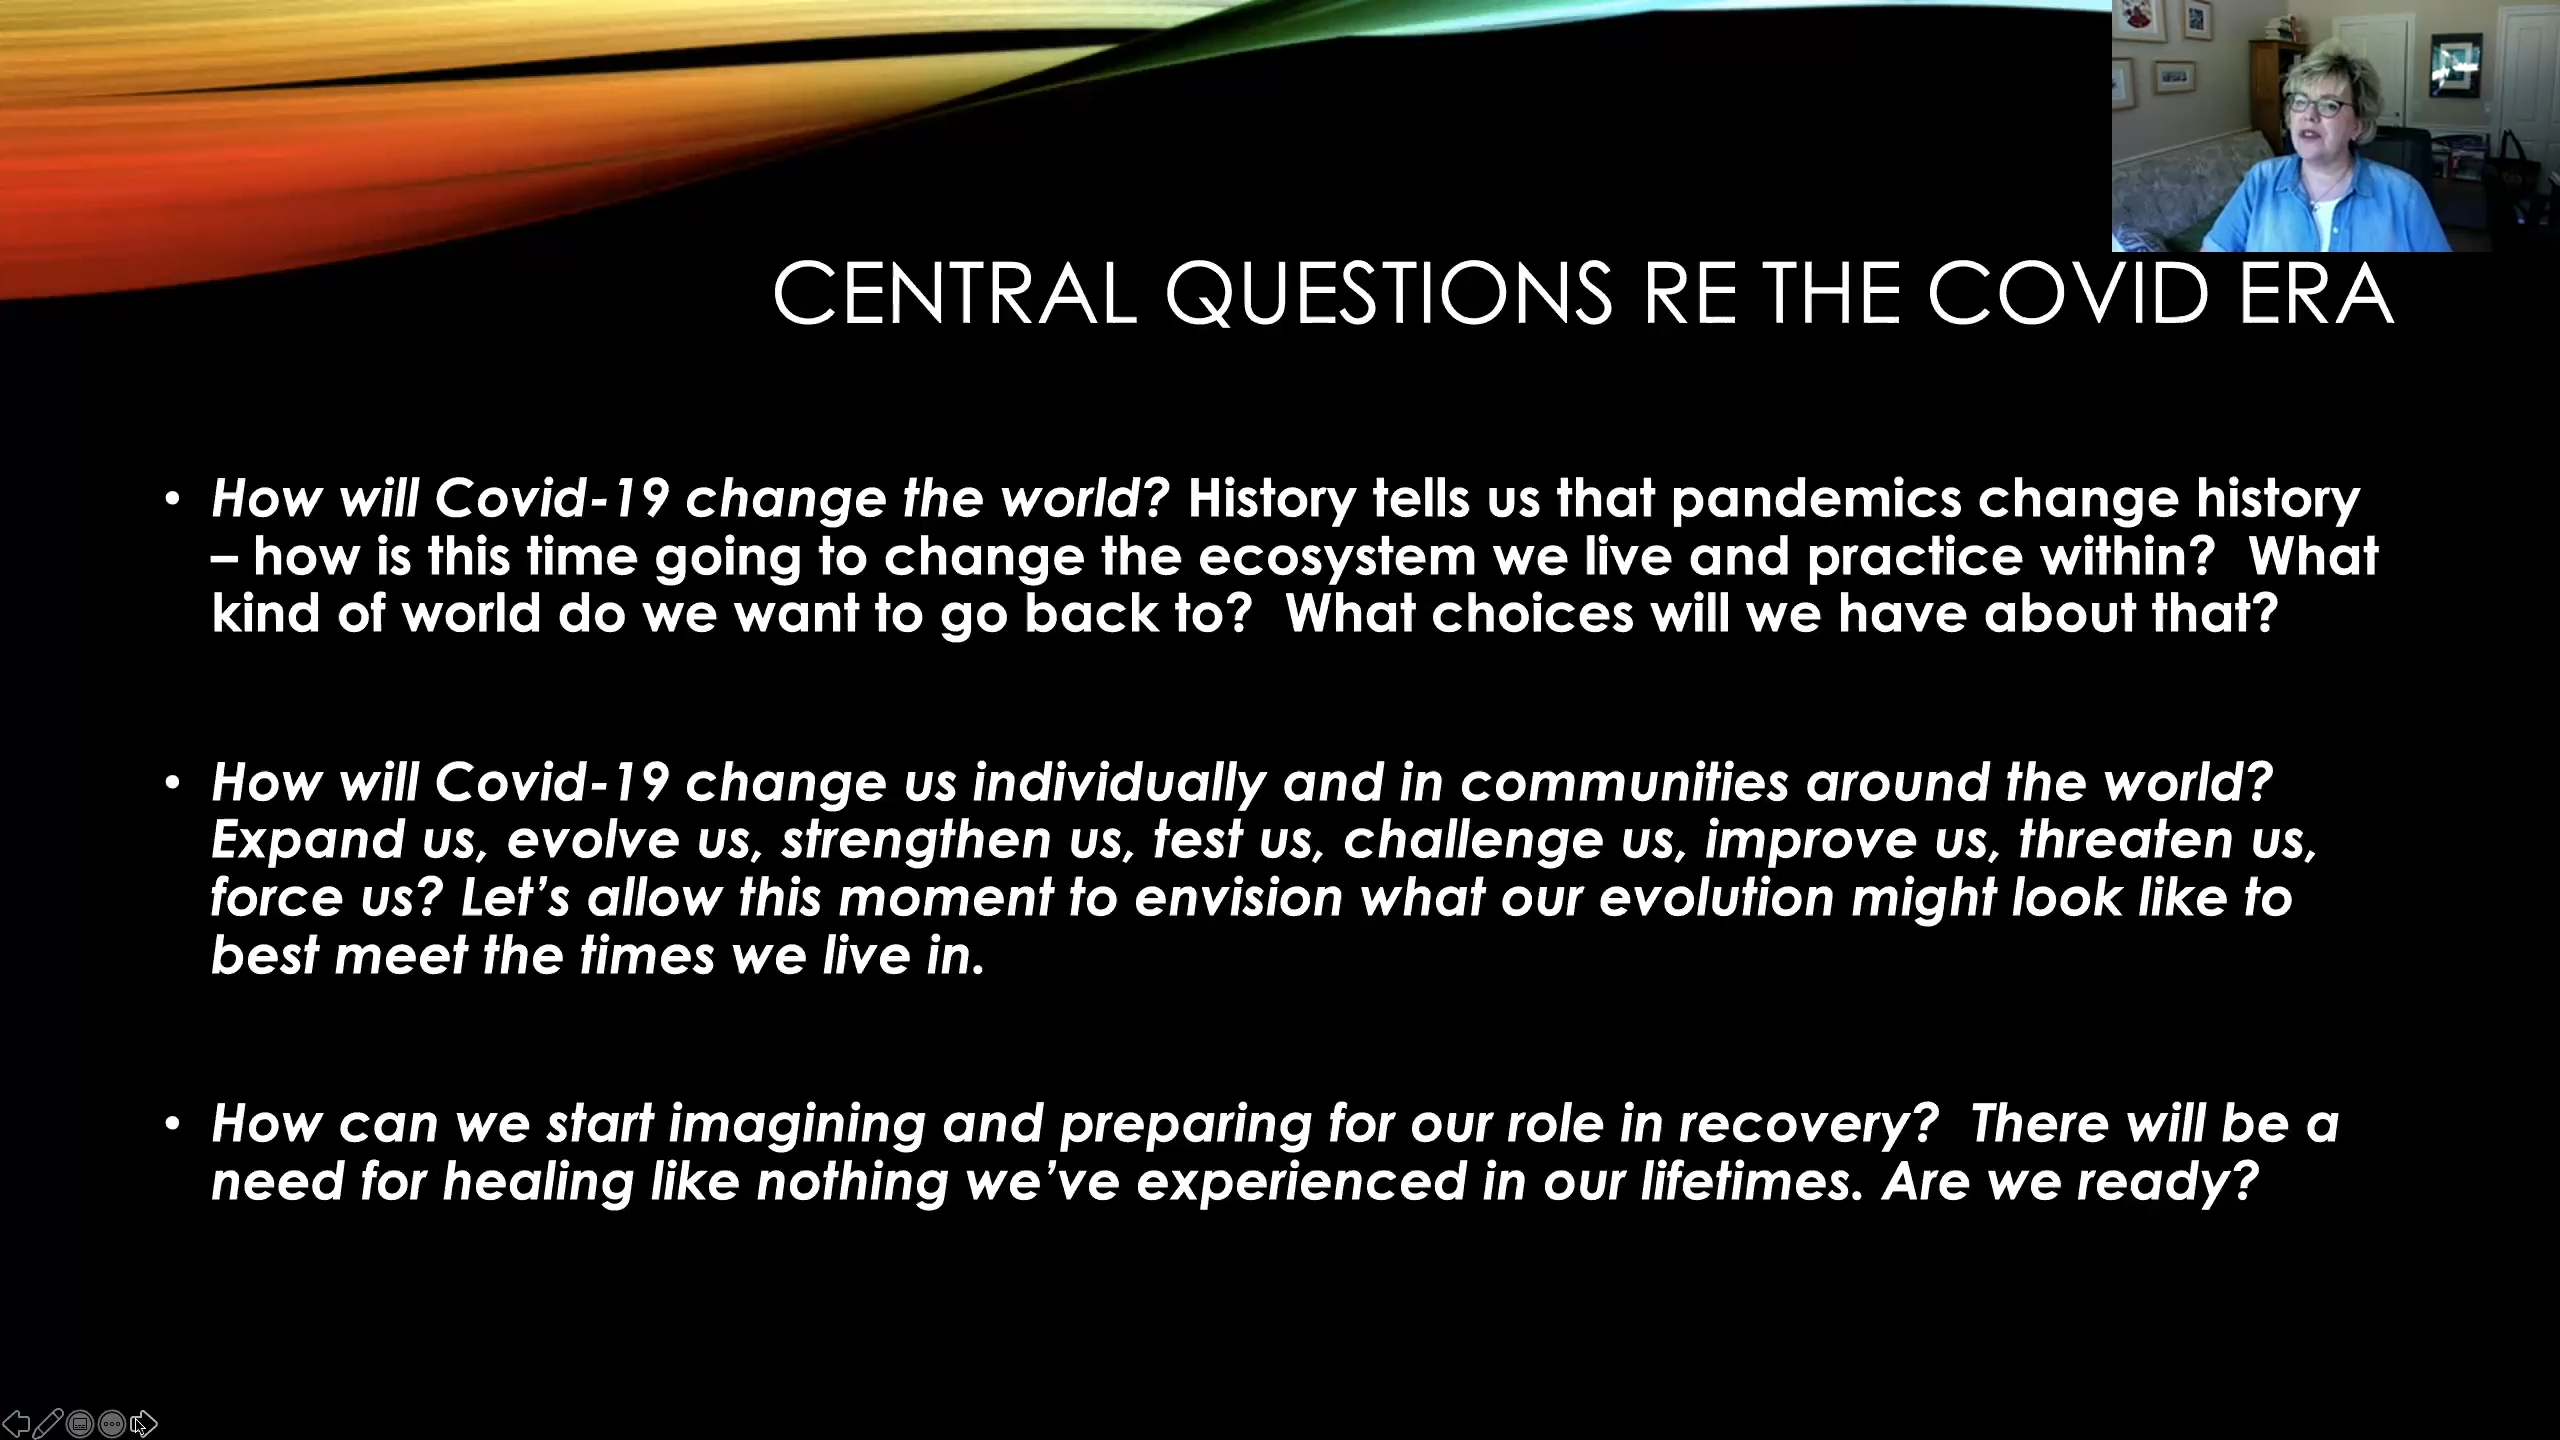 CENTRAL QUESTIONS RE THE COVID ERA
• How will Covid-19 change the world? History tells us that pandemics change history
– how is this time going to change the ecosystem we live and practice within?  What
kind of world do we want to go back to?  What choices will we have about that?
• How will Covid-19 change us individually and in communities around the world?
Expand us, evolve us, strengthen us, test us, challenge us, improve us, threaten us,
force us? Let’s allow this moment to envision what our evolution might look like to
best meet the times we live in.
• How can we start imagining and preparing for our role in recovery?  There will be a
need for healing like nothing we’ve experienced in our lifetimes. Are we ready?